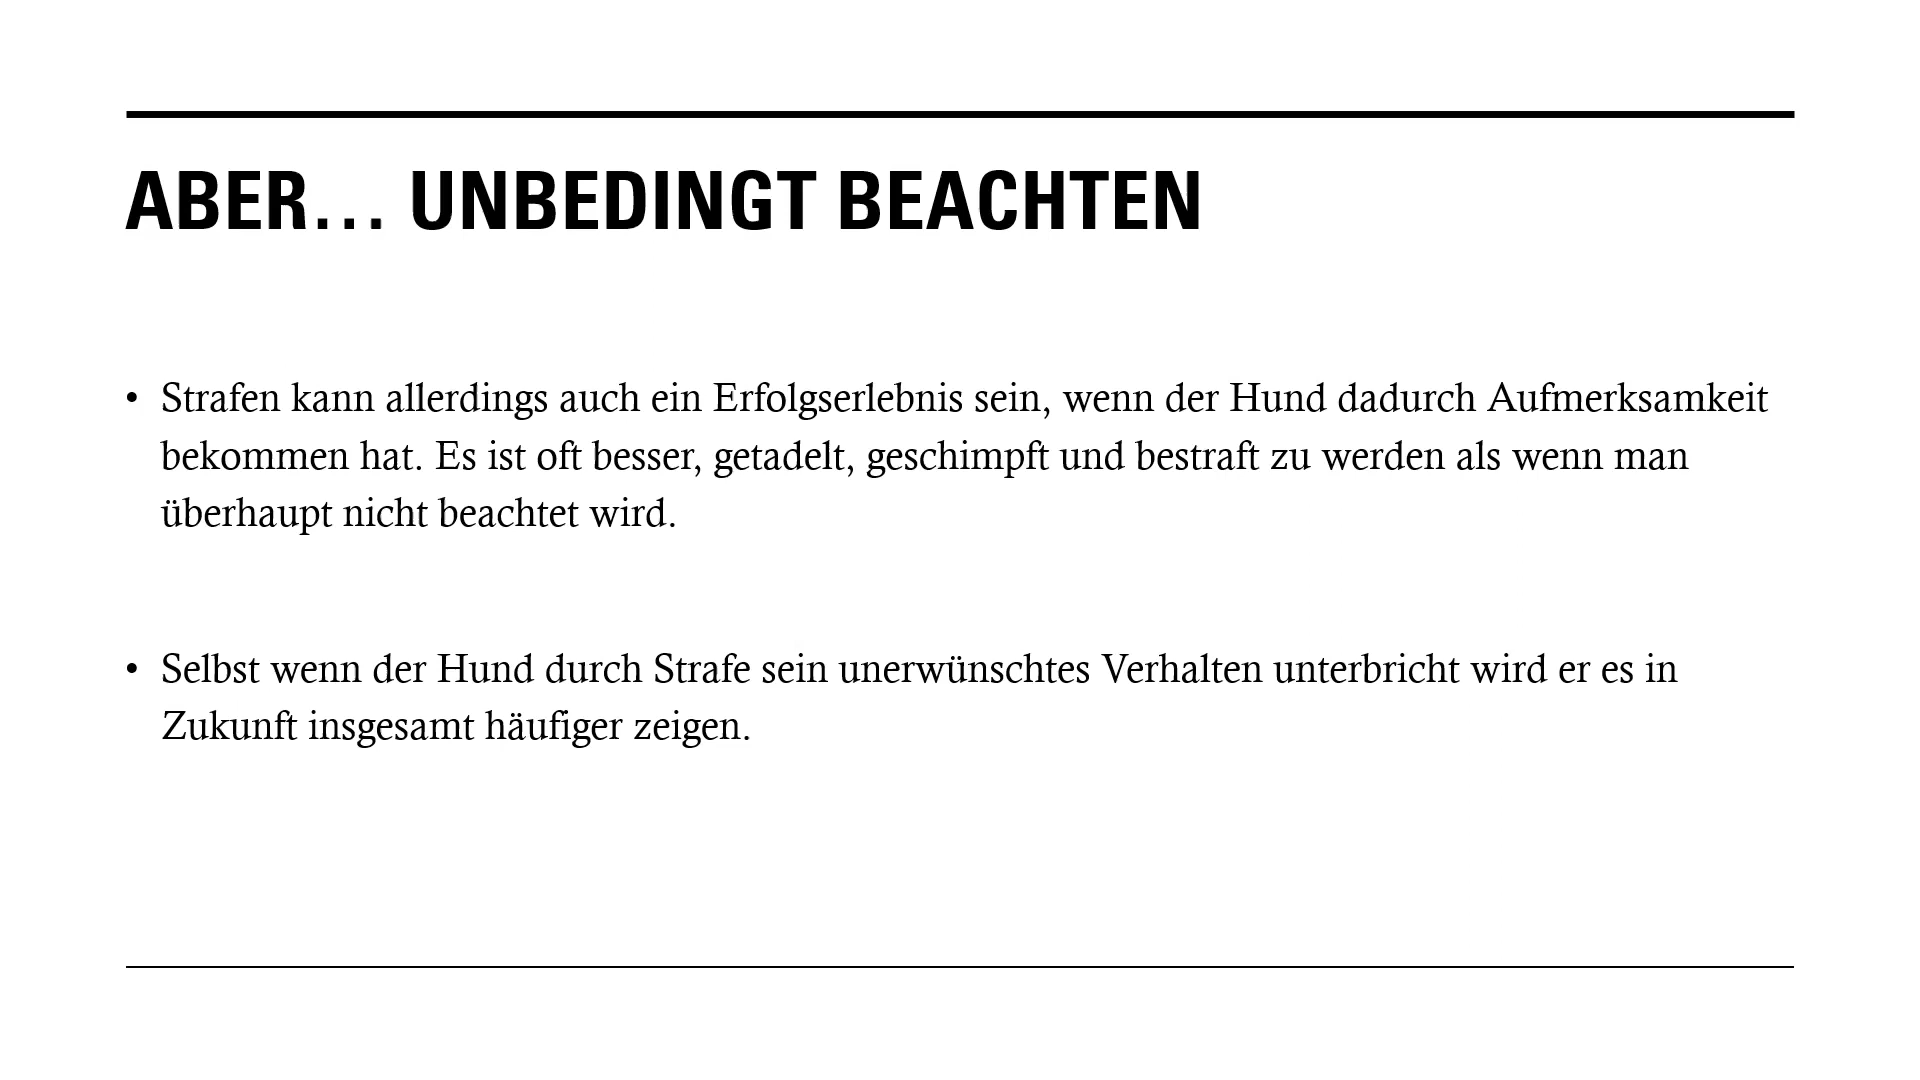 ABER… UNBEDINGT BEACHTEN
• Strafen kann allerdings auch ein Erfolgserlebnis sein, wenn der Hund dadurch Aufmerksamkeit
bekommen hat. Es ist oft besser, getadelt, geschimpft und bestraft zu werden als wenn man
überhaupt nicht beachtet wird.
• Selbst wenn der Hund durch Strafe sein unerwünschtes Verhalten unterbricht wird er es in
Zukunft insgesamt häufiger zeigen.